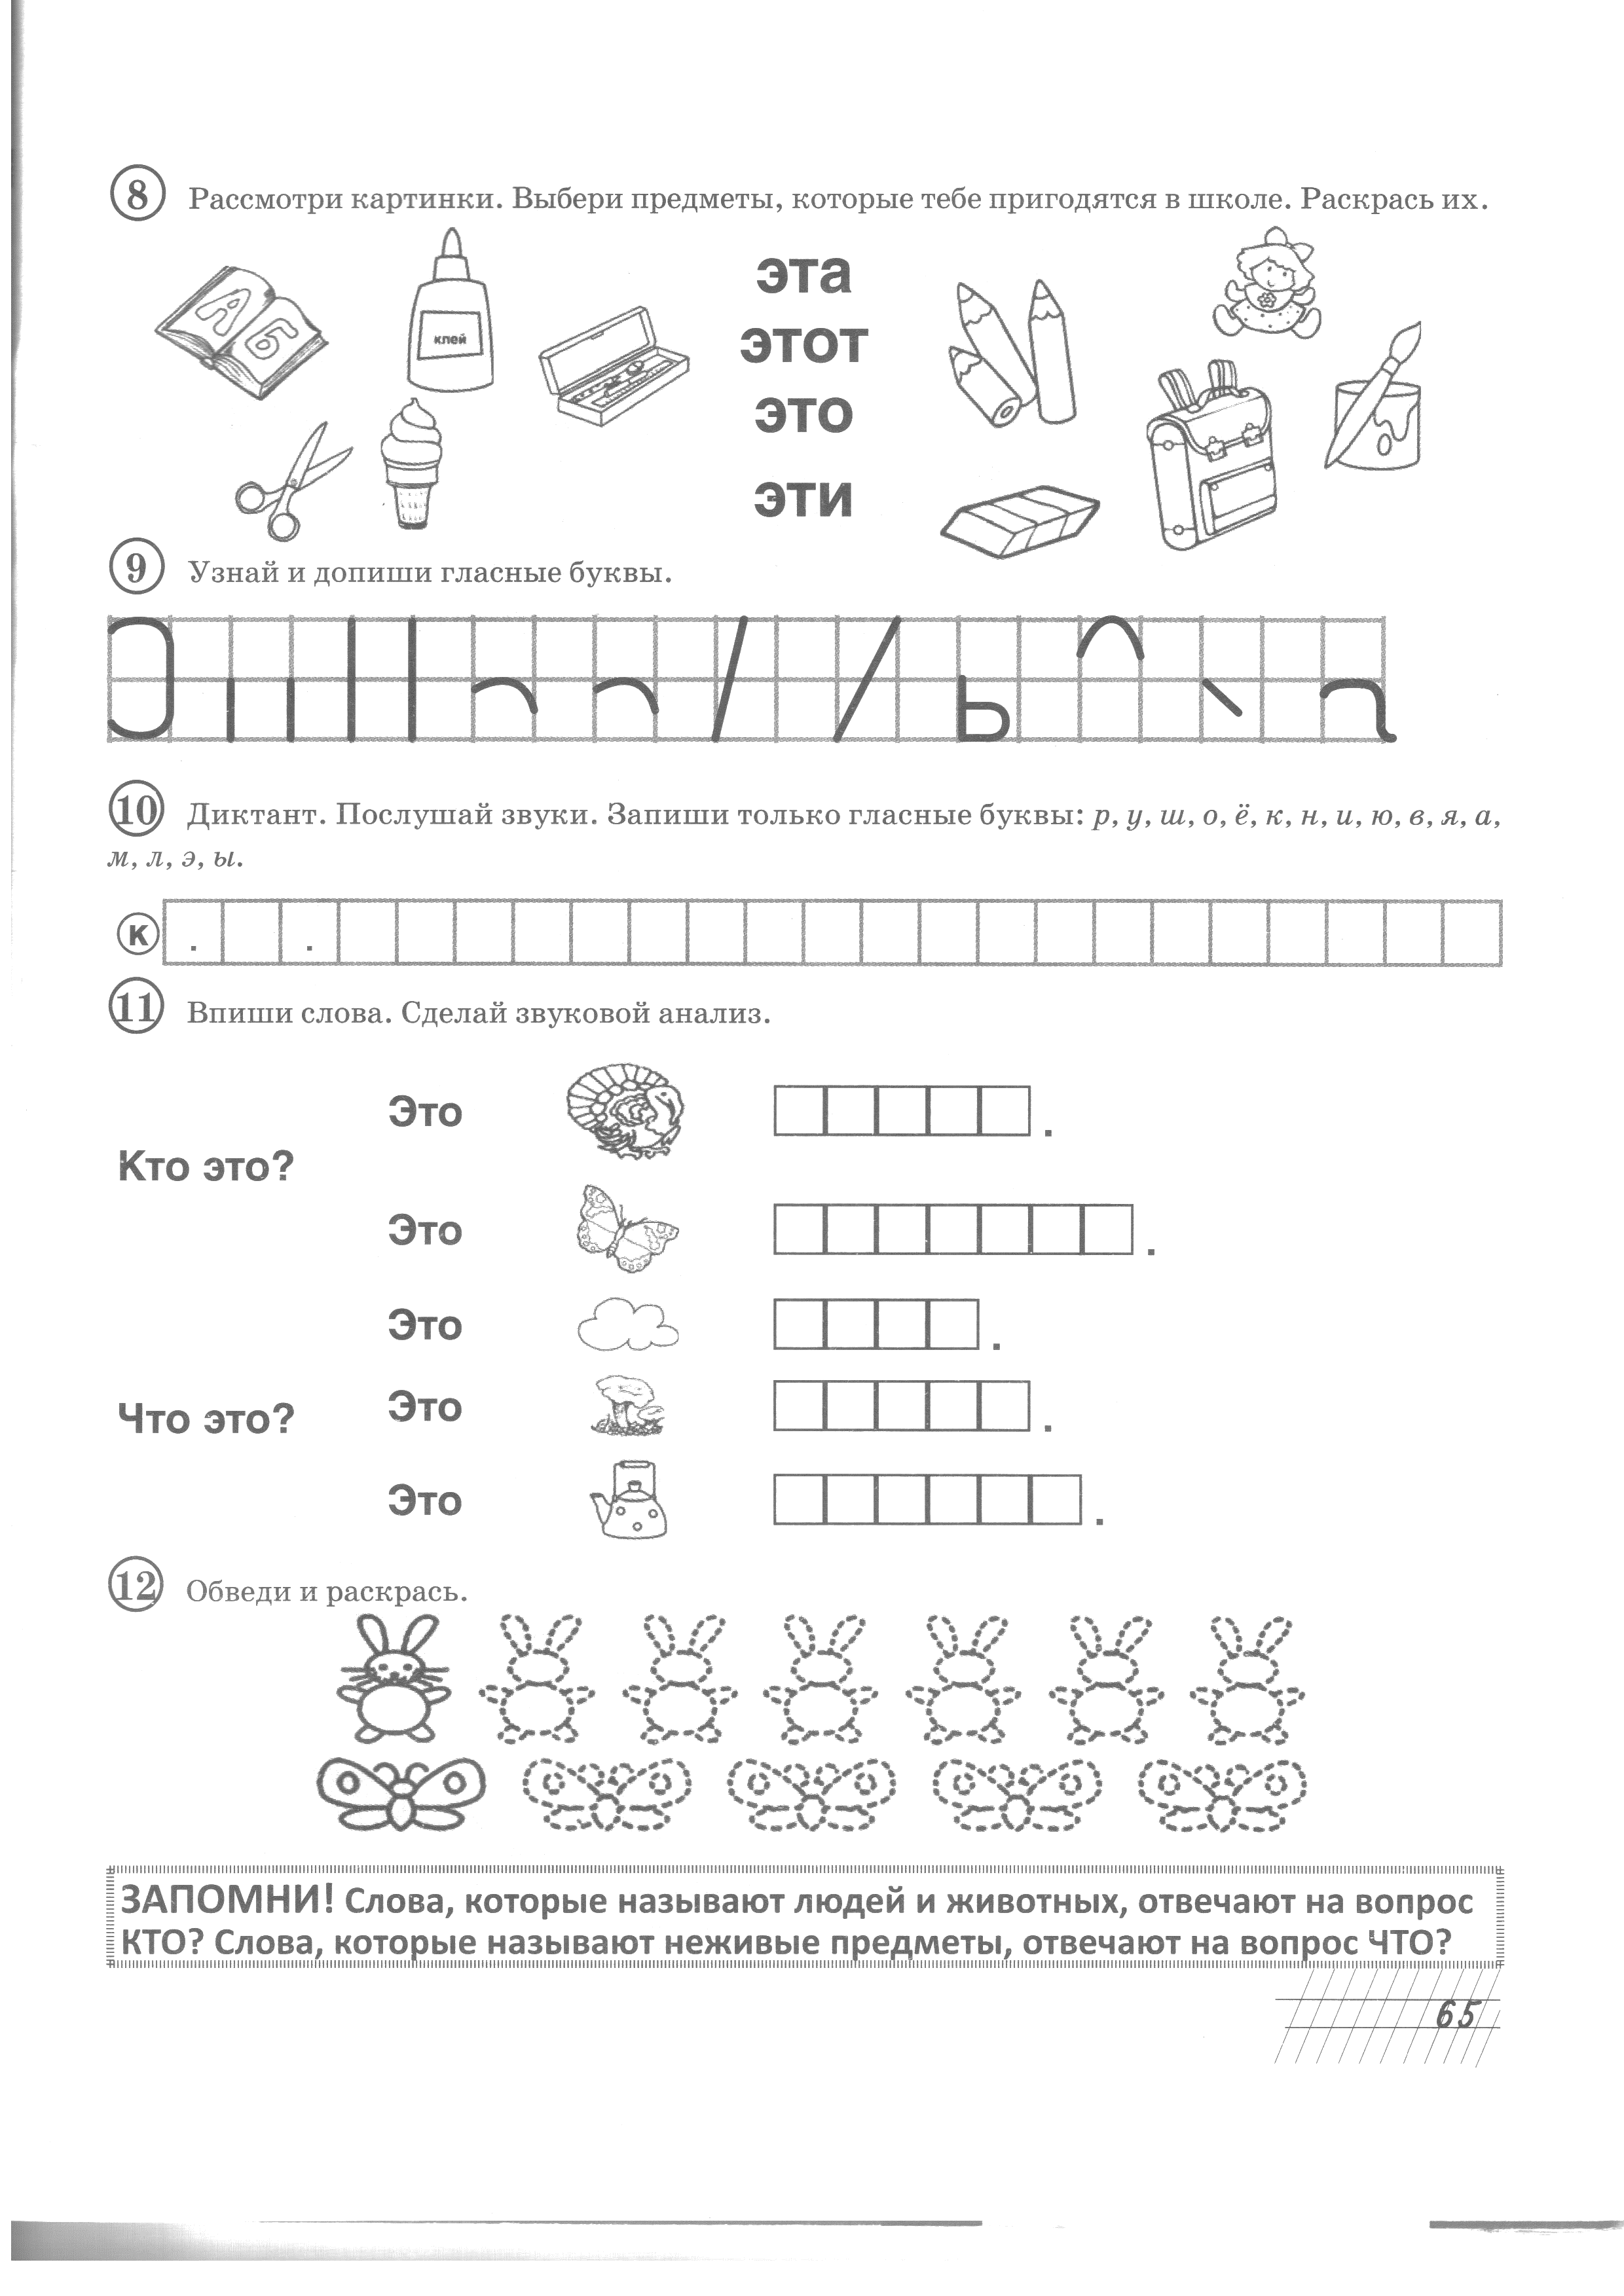 8 Рассмотри картинки. Выбери предметы, которые тебе пригодятся в школе. Раскрась их.
А Б
клей
эта
этот
это
эти
9 Узнай и допиши гласные буквы.
10 Диктант. Послушай звуки. Запиши только гласные буквы: р, у, ш, о, ё, к, н, и, ю, в, я, а,
м, л, э, ы.
К
11 Впиши слова. Сделай звуковой анализ.
Кто это?
Это .
Это .
Что это?
Это .
Это .
Это .
12 Обведи и раскрась.
ЗАПОМНИ! Слова, которые называют людей и животных, отвечают на вопрос
КТО? Слова, которые называют неживые предметы, отвечают на вопрос ЧТО?
65